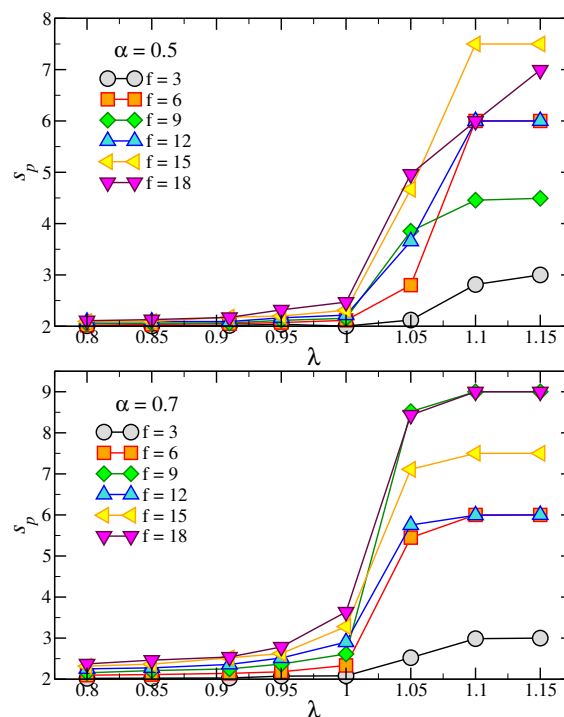 8
α = 0.5
7
f = 3
f = 6
6
f = 9
f = 12
s_p
5
f = 15
f = 18
4
3
2
0.8 0.85 0.9 0.95 1 1.05 1.1 1.15
λ
9
α = 0.7
8
f = 3
f = 6
7
f = 9
f = 12
s_p
6
f = 15
f = 18
5
4
3
2
0.8 0.85 0.9 0.95 1 1.05 1.1 1.15
λ